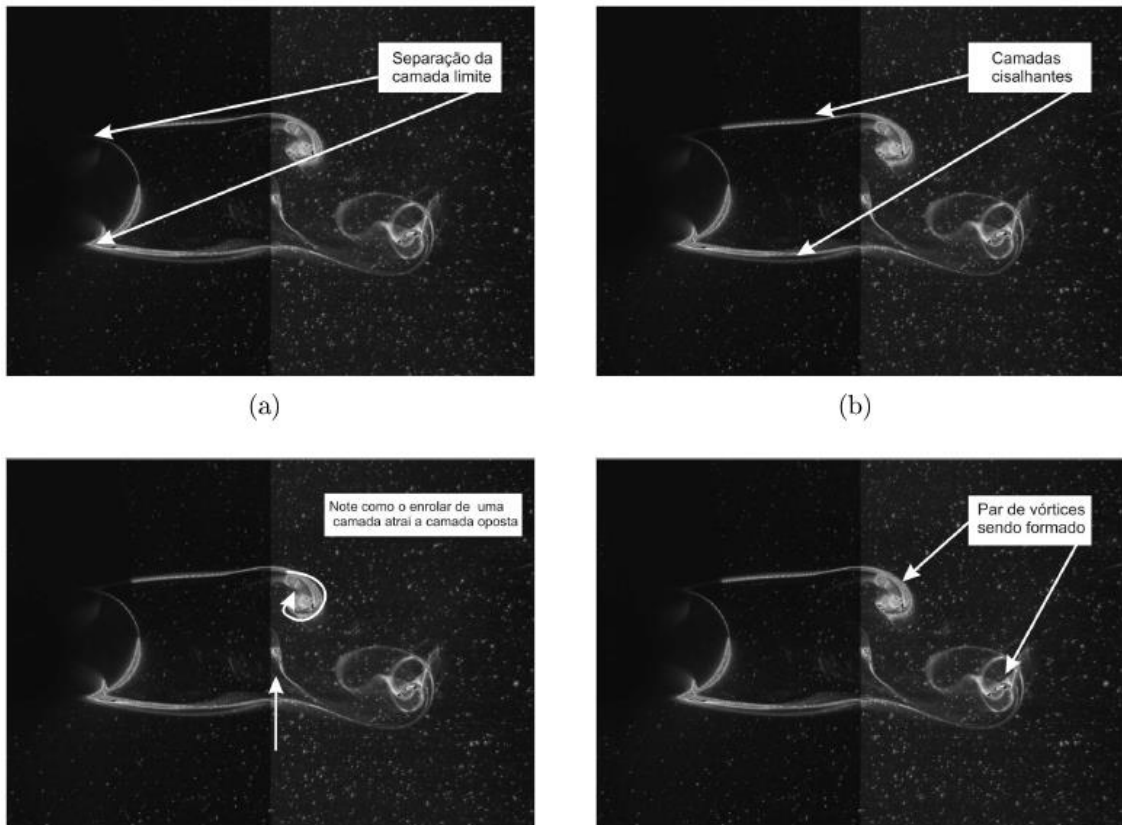 Separação da
camada limite
Camadas
cisalhantes
(a)
(b)
Note como o enrolar de uma
camada atrai a camada oposta
Par de vórtices
sendo formado